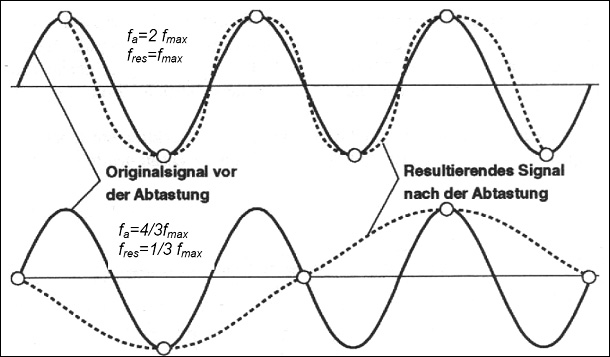 fa=2 fmax
fres=fmax
Originalsignal vor
der Abtastung
Resultierendes Signal
nach der Abtastung
fa=4/3fmax
fres=1/3 fmax